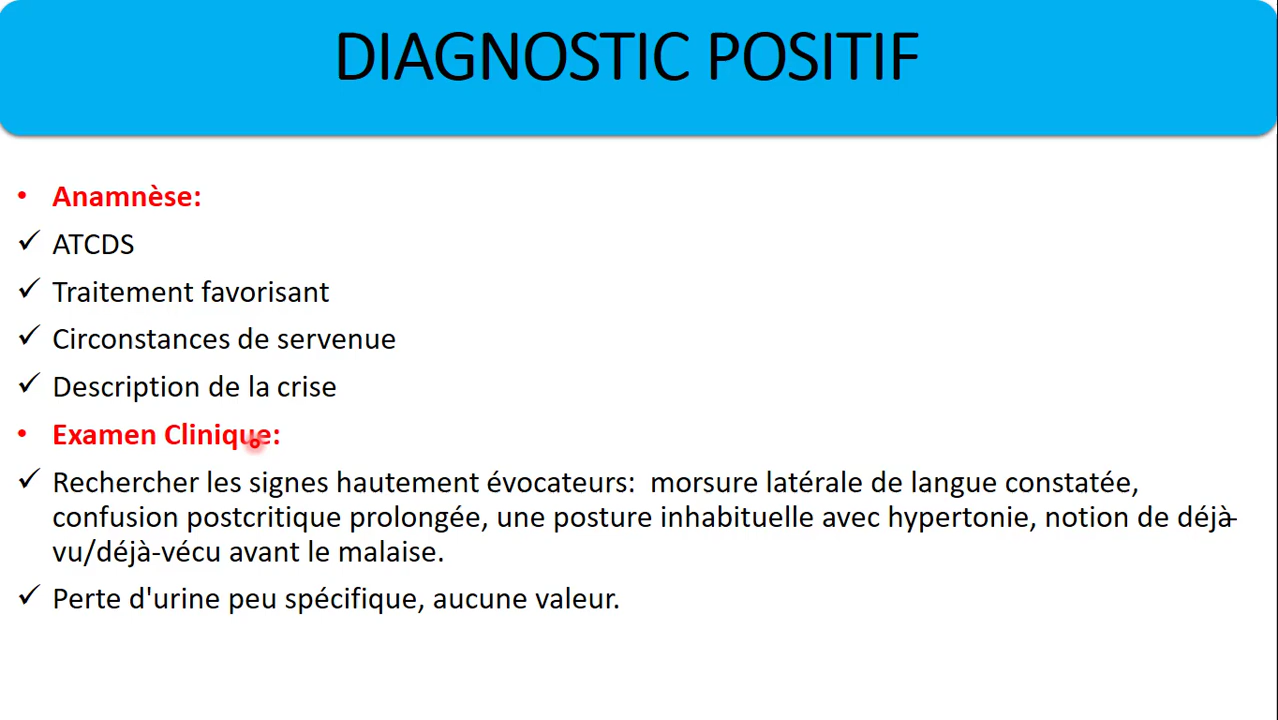 DIAGNOSTIC POSITIF
• Anamnèse:
✓ ATCDS
✓ Traitement favorisant
✓ Circonstances de servenue
✓ Description de la crise
• Examen Clinique:
✓ Rechercher les signes hautement évocateurs:  morsure latérale de langue constatée,
confusion postcritique prolongée, une posture inhabituelle avec hypertonie, notion de déjà-
vu/déjà-vécu avant le malaise.
✓ Perte d'urine peu spécifique, aucune valeur.